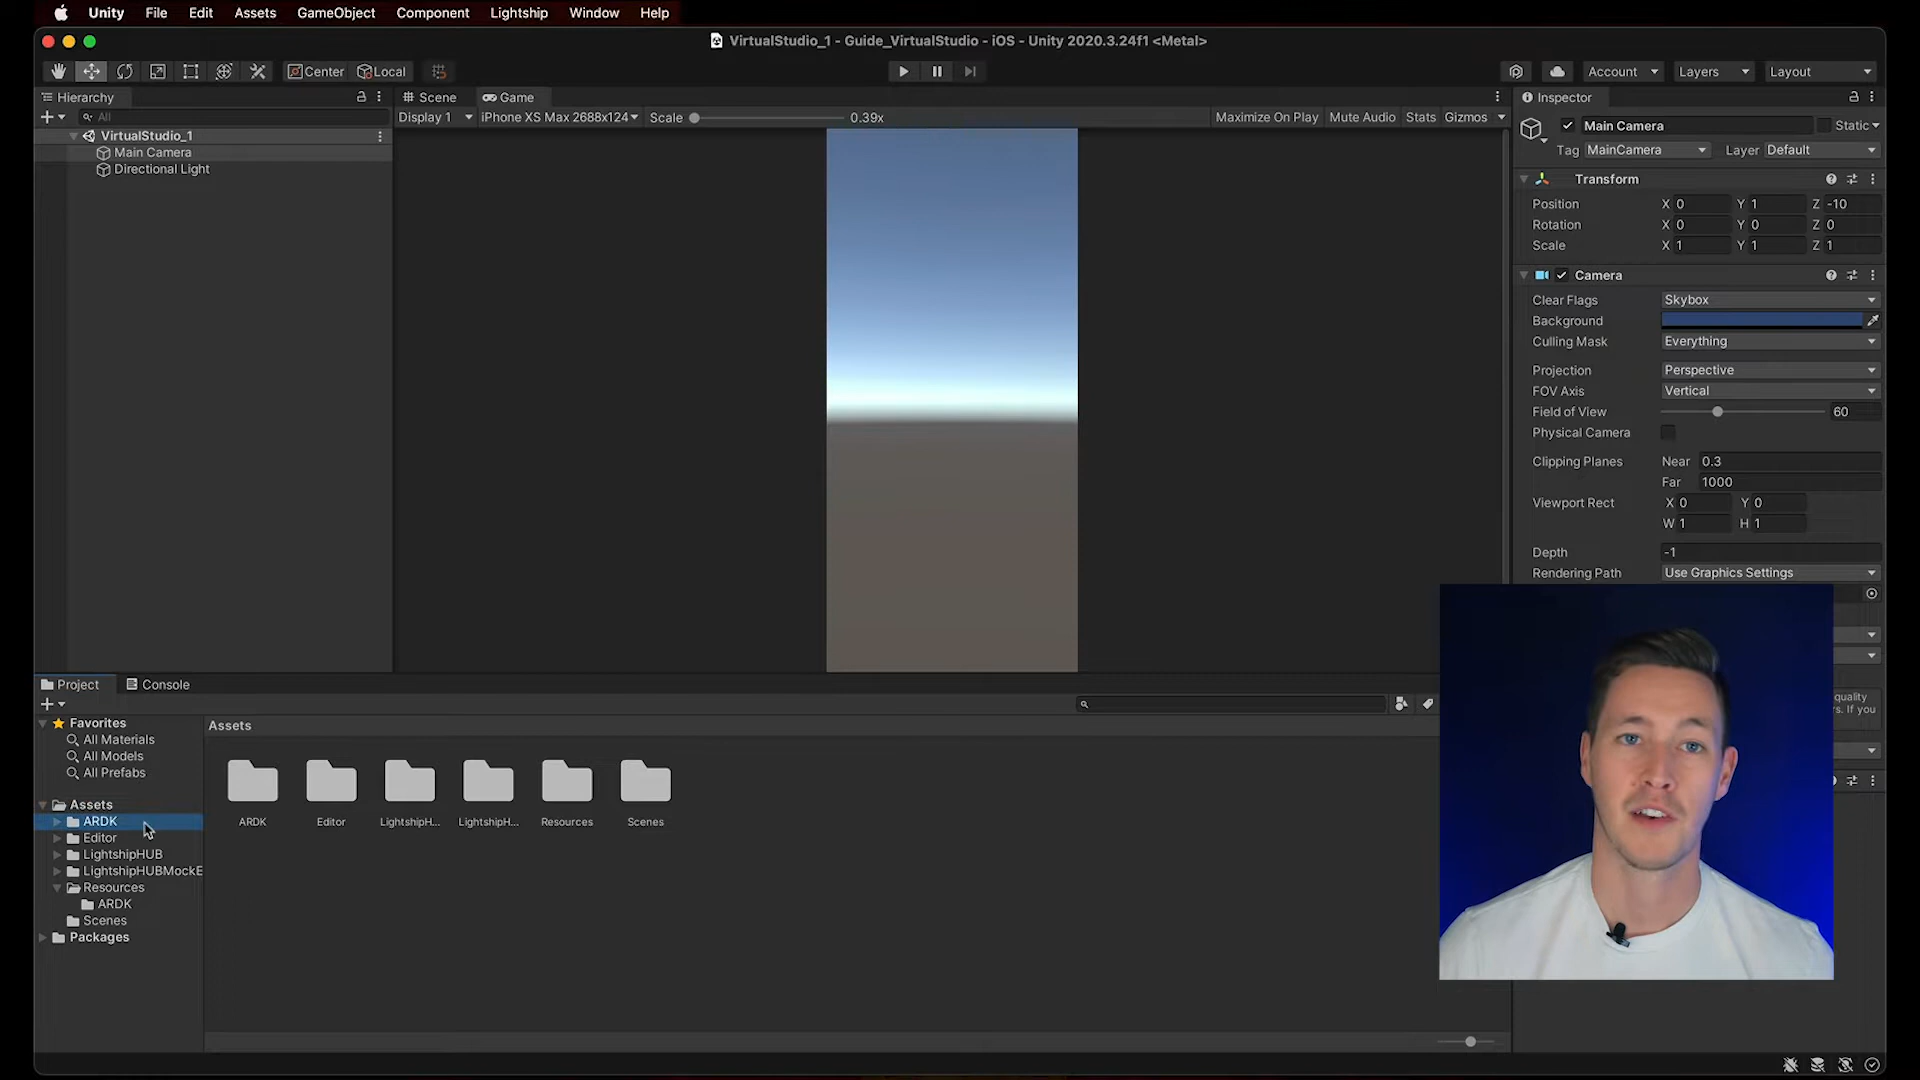 Unity File Edit Assets GameObject Component Lightship Window Help
VirtualStudio_1 - Guide_VirtualStudio - iOS - Unity 2020.3.24f1 <Metal>
Center Local Account Layers Layout
Hierarchy
All
VirtualStudio_1
Main Camera
Directional Light
Scene Game
Display 1 iPhone XS Max 2688x124 Scale 0.39x Maximize On Play Mute Audio Stats Gizmos
Inspector
Main Camera Static
Tag MainCamera Layer Default
Transform
Position X 0 Y 1 Z -10
Rotation X 0 Y 0 Z 0
Scale X 1 Y 1 Z 1
Camera
Clear Flags Skybox
Background
Culling Mask Everything
Projection Perspective
FOV Axis Vertical
Field of View 60
Physical Camera
Clipping Planes Near 0.3
Far 1000
Viewport Rect X 0 Y 0
W 1 H 1
Depth -1
Rendering Path Use Graphics Settings
quality
rs. If you
Project Console
Favorites
All Materials
All Models
All Prefabs
Assets
ARDK
Editor
LightshipHUB
LightshipHUBMockE
Resources
ARDK
Scenes
Packages
Assets
ARDK Editor LightshipH... LightshipH... Resources Scenes